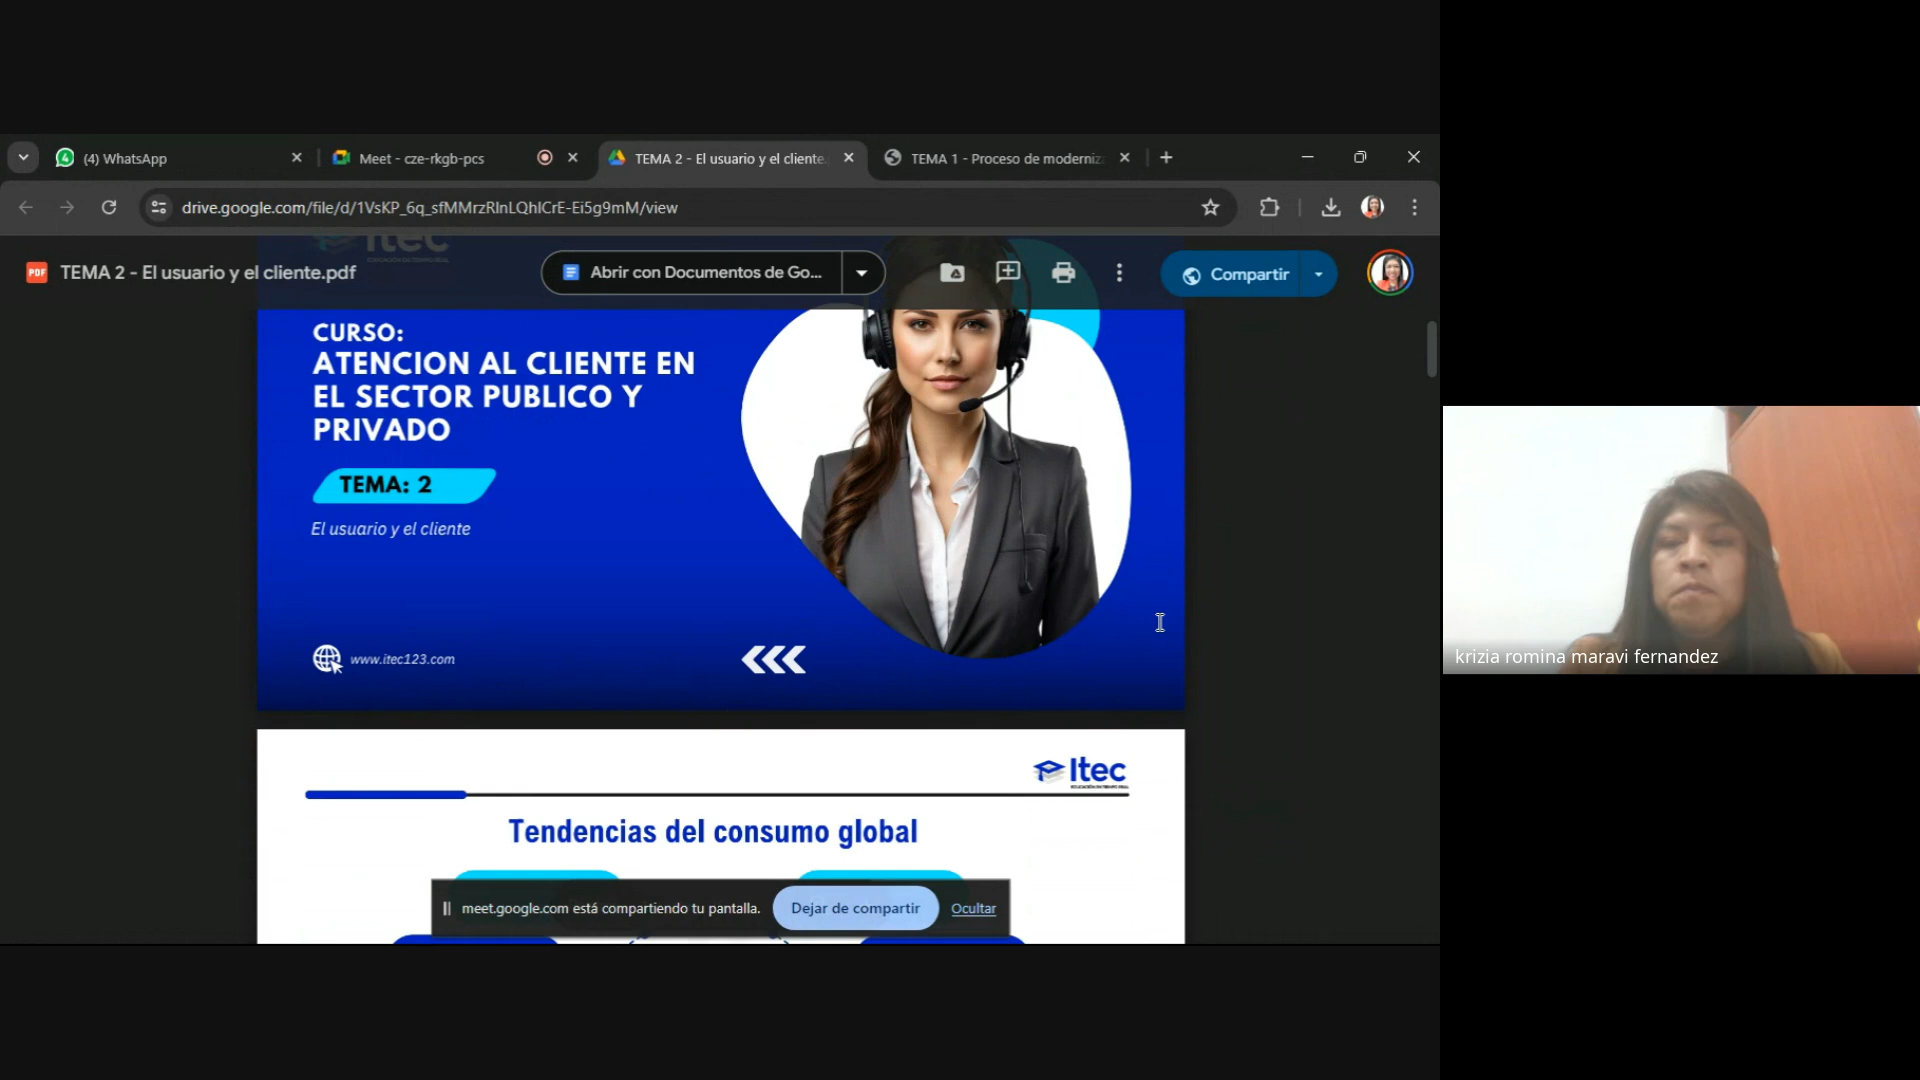 (4) WhatsApp
Meet - cze-rkgb-pcs
TEMA 2 - El usuario y el cliente.
TEMA 1 - Proceso de moderniz
drive.google.com/file/d/1VsKP_6q_sfMMrzRlnLQhlCrE-Ei5g9mM/view
Itec
PDF
TEMA 2 - El usuario y el cliente.pdf
Abrir con Documentos de Go...
Compartir
CURSO:
ATENCION AL CLIENTE EN
EL SECTOR PUBLICO Y
PRIVADO
TEMA: 2
El usuario y el cliente
www.itec123.com
krizia romina maravi fernandez
Itec
Tendencias del consumo global
meet.google.com está compartiendo tu pantalla.
Dejar de compartir
Ocultar